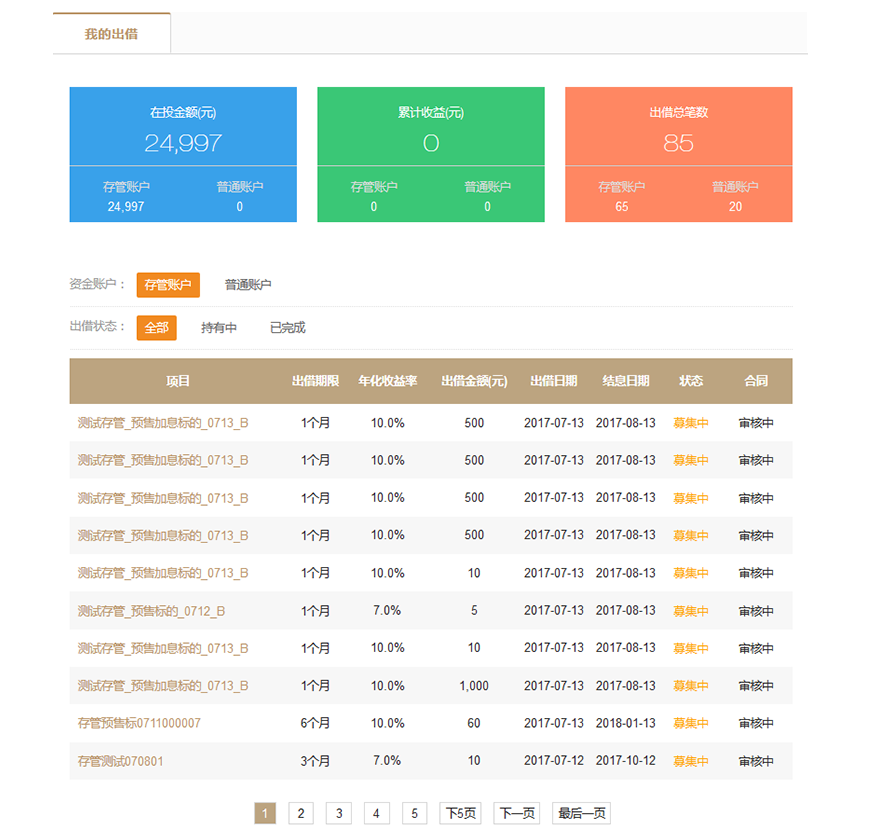 我的出借
在投金额(元) 累计收益(元) 出借总笔数
24,997 0 85
存管账户 普通账户 存管账户 普通账户 存管账户 普通账户
24,997 0 0 0 65 20
资金账户： 存管账户 普通账户
出借状态： 全部 持有中 已完成
项目 出借期限 年化收益率 出借金额(元) 出借日期 结息日期 状态 合同
测试存管_预售加息标的_0713_B 1个月 10.0% 500 2017-07-13 2017-08-13 募集中 审核中
测试存管_预售加息标的_0713_B 1个月 10.0% 500 2017-07-13 2017-08-13 募集中 审核中
测试存管_预售加息标的_0713_B 1个月 10.0% 500 2017-07-13 2017-08-13 募集中 审核中
测试存管_预售加息标的_0713_B 1个月 10.0% 500 2017-07-13 2017-08-13 募集中 审核中
测试存管_预售加息标的_0713_B 1个月 10.0% 10 2017-07-13 2017-08-13 募集中 审核中
测试存管_预售标的_0712_B 1个月 7.0% 5 2017-07-13 2017-08-13 募集中 审核中
测试存管_预售加息标的_0713_B 1个月 10.0% 10 2017-07-13 2017-08-13 募集中 审核中
测试存管_预售加息标的_0713_B 1个月 10.0% 1,000 2017-07-13 2017-08-13 募集中 审核中
存管预售标0711000007 6个月 10.0% 60 2017-07-13 2018-01-13 募集中 审核中
存管测试070801 3个月 7.0% 10 2017-07-12 2017-10-12 募集中 审核中
1 2 3 4 5 下5页 下一页 最后一页